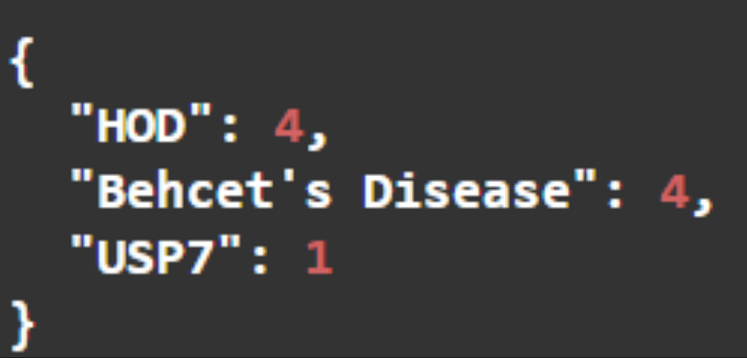 {
"HOD": 4,
"Behcet's Disease": 4,
"USP7": 1
}